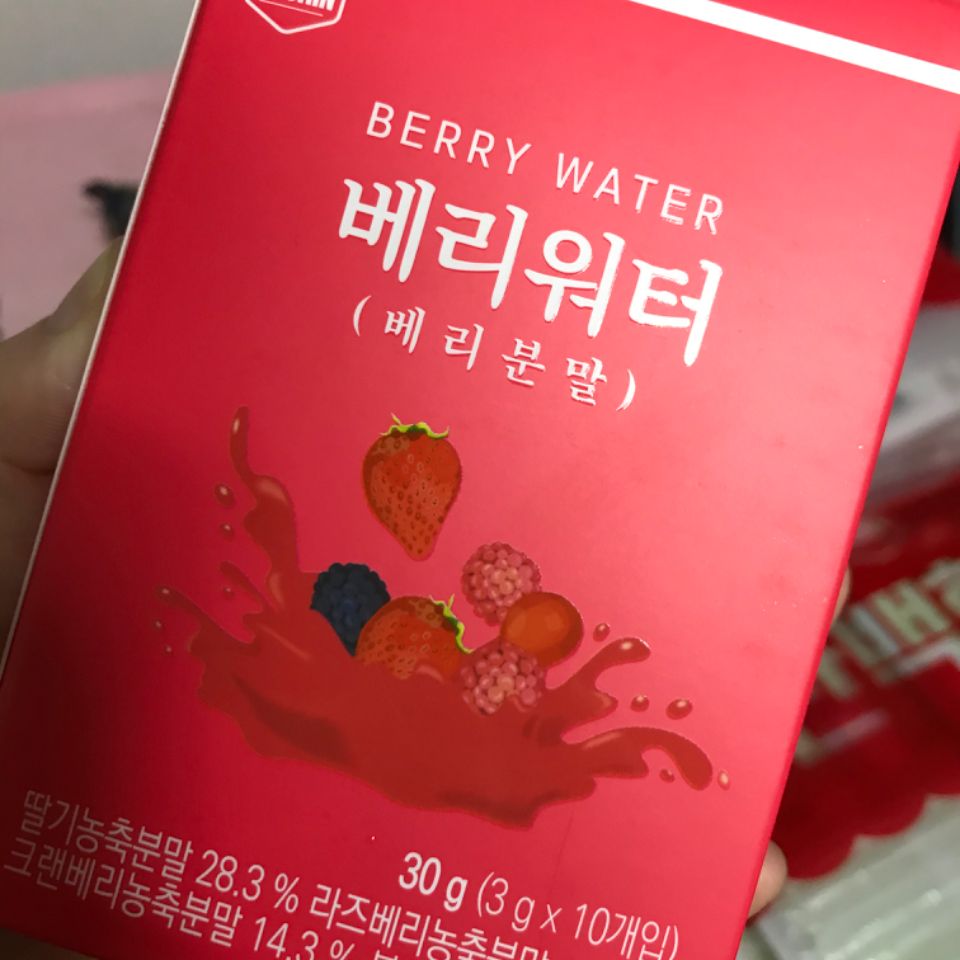 BERRY WATER
베리워터
(베리분말)
30 g (3 g x 10개입)
딸기농축분말 28.3 % 라즈베리농축분말
크랜베리농축분말 14.3 %